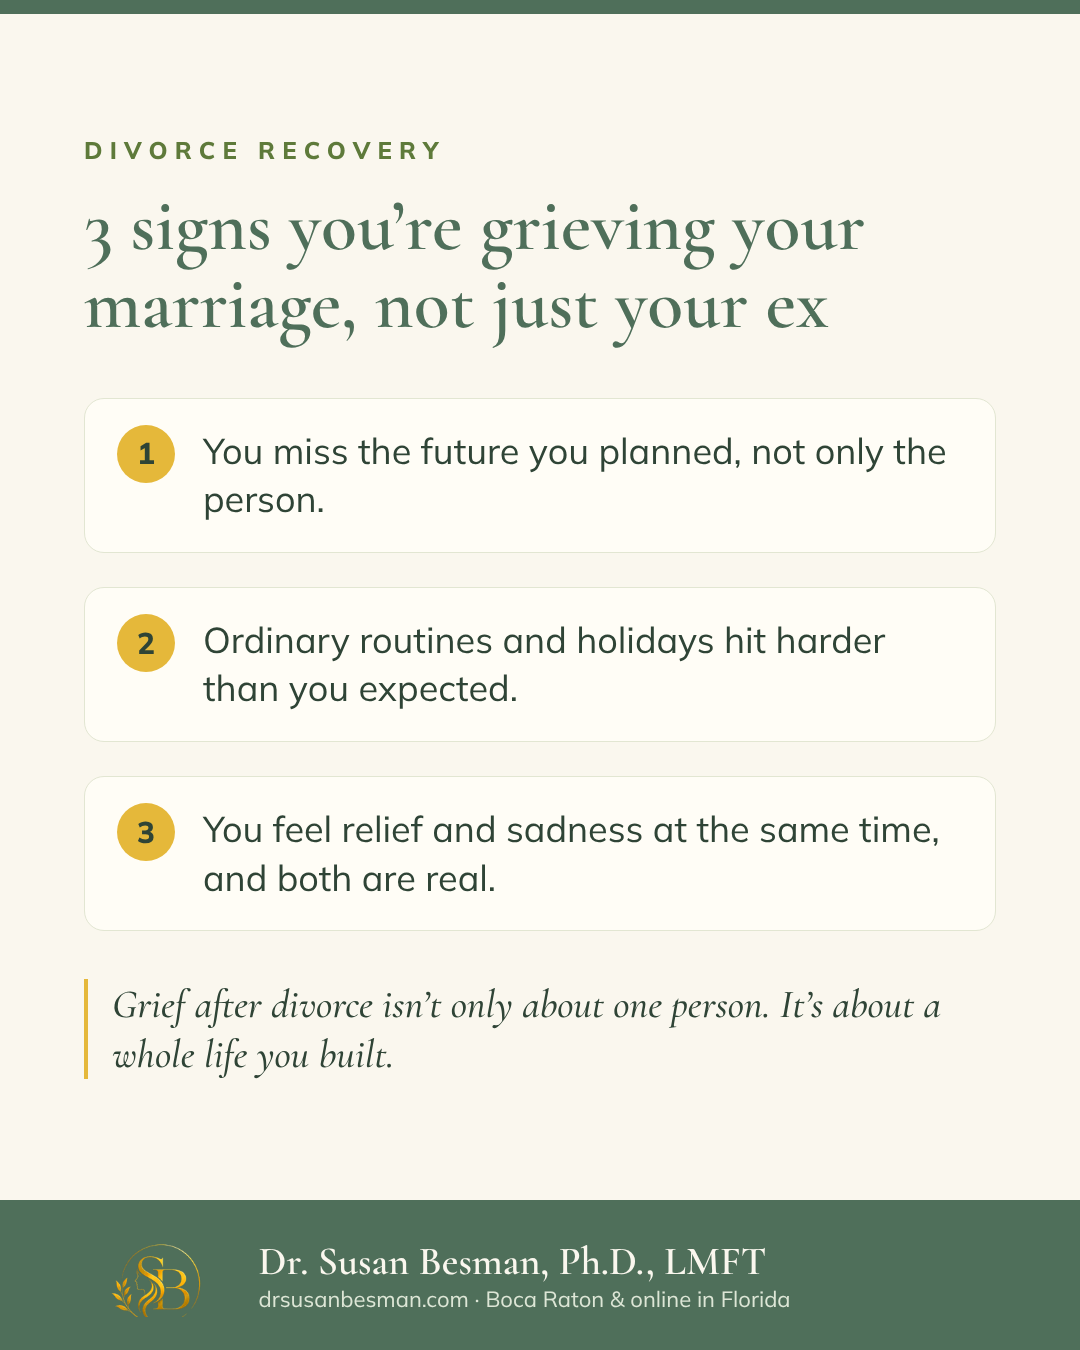 DIVORCE RECOVERY
3 signs you’re grieving your
marriage, not just your ex
1 You miss the future you planned, not only the
person.
2 Ordinary routines and holidays hit harder
than you expected.
3 You feel relief and sadness at the same time,
and both are real.
Grief after divorce isn’t only about one person. It’s about a
whole life you built.
SB
Dr. Susan Besman, Ph.D., LMFT
drsusanbesman.com · Boca Raton & online in Florida